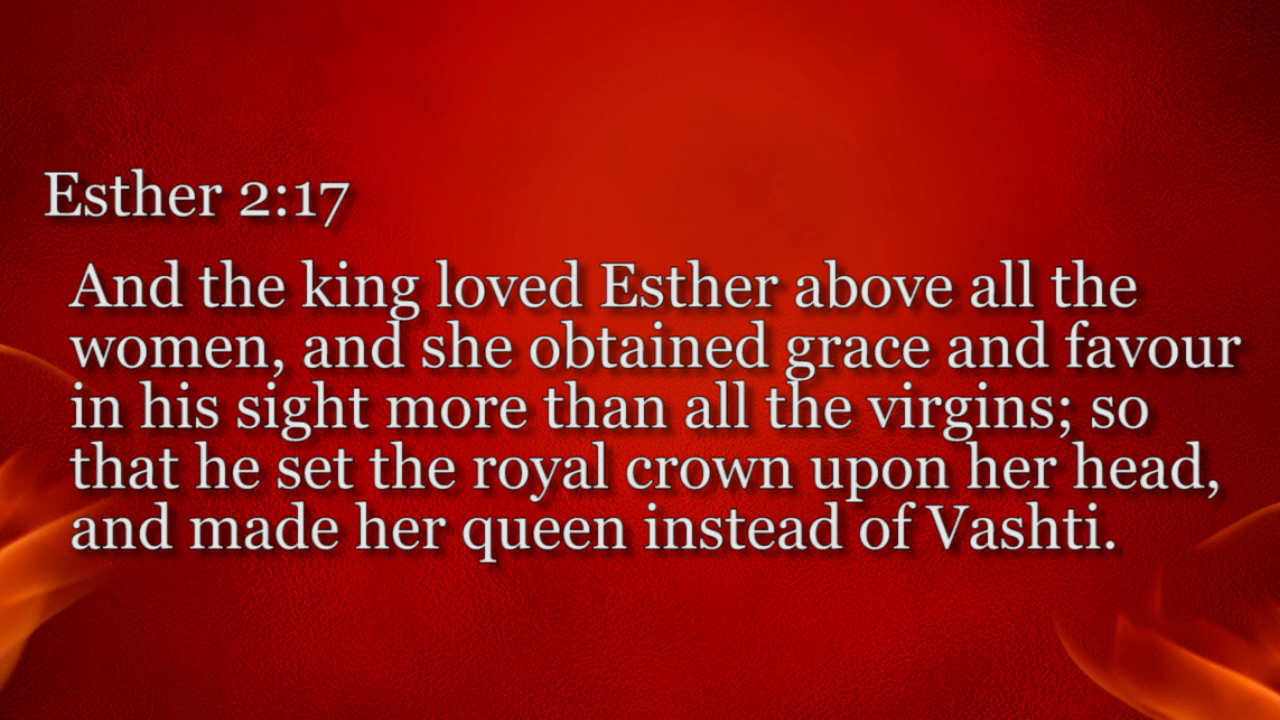 Esther 2:17
And the king loved Esther above all the
women, and she obtained grace and favour
in his sight more than all the virgins; so
that he set the royal crown upon her head,
and made her queen instead of Vashti.